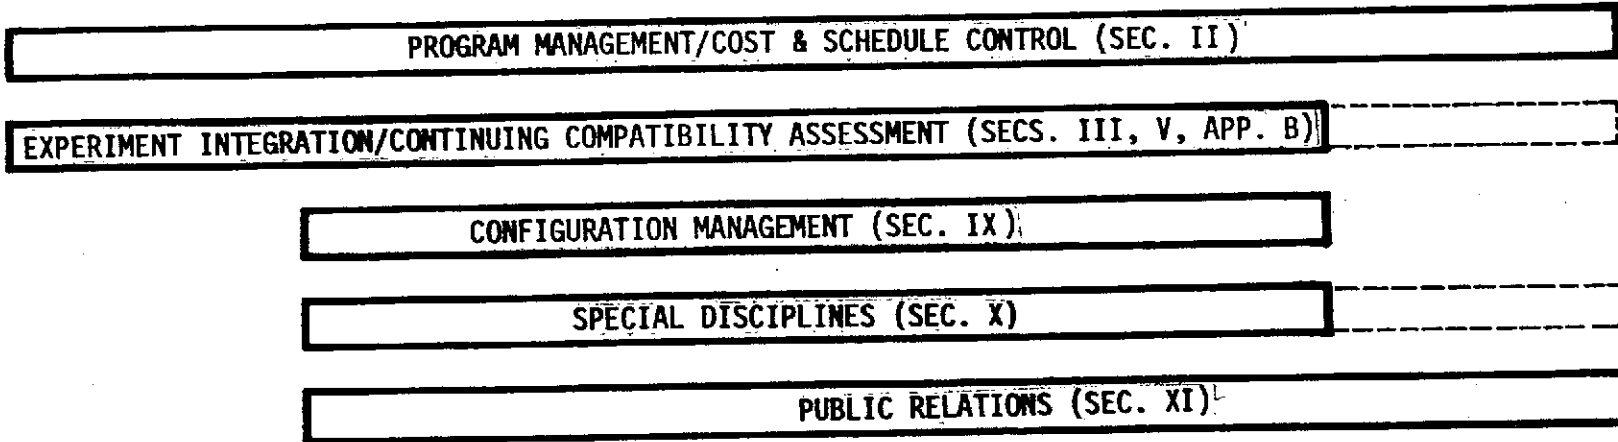 PROGRAM MANAGEMENT/COST & SCHEDULE CONTROL (SEC. II)
EXPERIMENT INTEGRATION/CONTINUING COMPATIBILITY ASSESSMENT (SECS. III, V, APP. B)
CONFIGURATION MANAGEMENT (SEC. IX)
SPECIAL DISCIPLINES (SEC. X)
PUBLIC RELATIONS (SEC. XI)